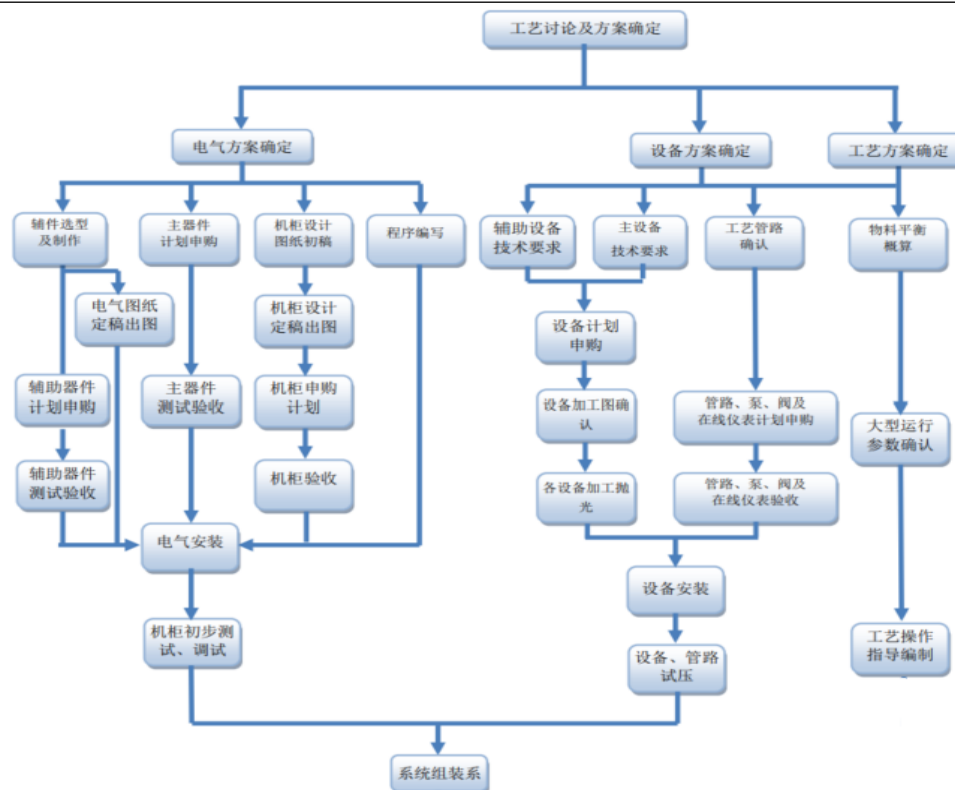 工艺讨论及方案确定
电气方案确定
设备方案确定
工艺方案确定
辅件选型
及制作
主器件
计划申购
机柜设计
图纸初稿
程序编写
辅助设备
技术要求
主设备
技术要求
工艺管路
确认
物料平衡
概算
电气图纸
定稿出图
机柜设计
定稿出图
设备计划
申购
辅助器件
计划申购
主器件
测试验收
机柜申购
计划
设备加工图确
认
管路、泵、阀及
在线仪表计划申购
大型运行
参数确认
辅助器件
测试验收
机柜验收
各设备加工抛
光
管路、泵、阀及
在线仪表验收
电气安装
设备安装
机柜初步测
试、调试
设备、管路
试压
工艺操作
指导编制
系统组装系